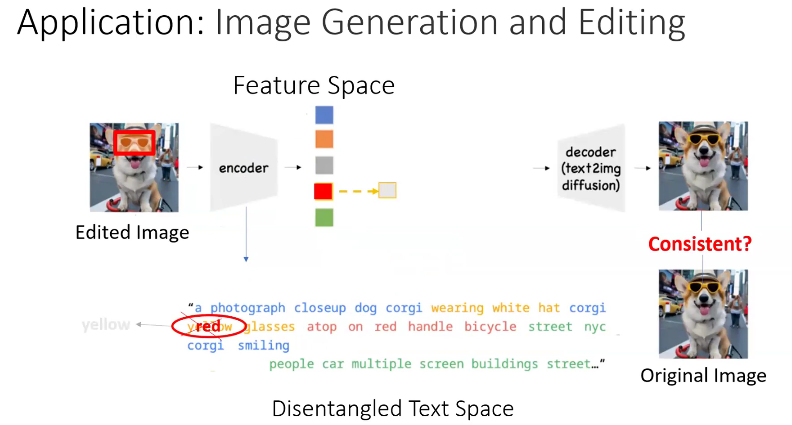 Application: Image Generation and Editing
Feature Space
encoder
decoder
(text2img
diffusion)
Edited Image
Consistent?
“a photograph closeup dog corgi wearing white hat corgi
yellow red glasses atop on red handle bicycle street nyc
corgi smiling
people car multiple screen buildings street…”
yellow
Original Image
Disentangled Text Space